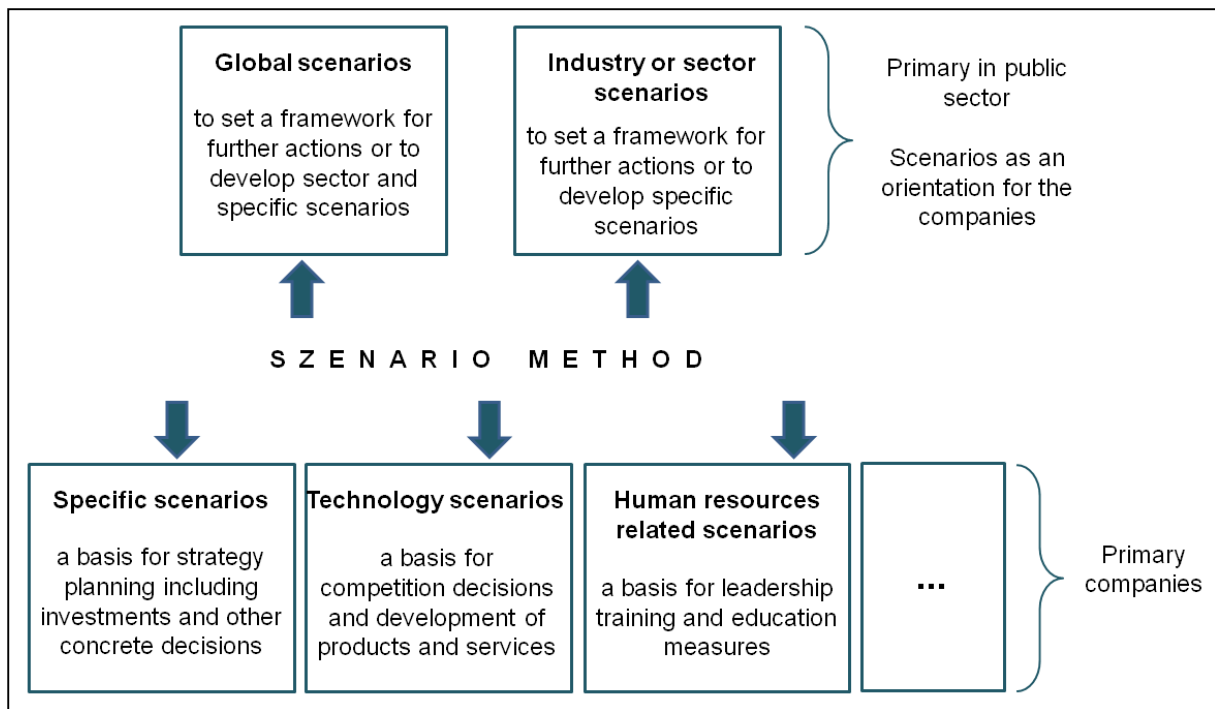 Global scenarios
to set a framework for
further actions or to
develop sector and
specific scenarios
Industry or sector
scenarios
to set a framework for
further actions or to
develop specific
scenarios
Primary in public
sector
Scenarios as an
orientation for the
companies
SZENARIO METHOD
Specific scenarios
a basis for strategy
planning including
investments and other
concrete decisions
Technology scenarios
a basis for
competition decisions
and development of
products and services
Human resources
related scenarios
a basis for leadership
training and education
measures
...
Primary
companies